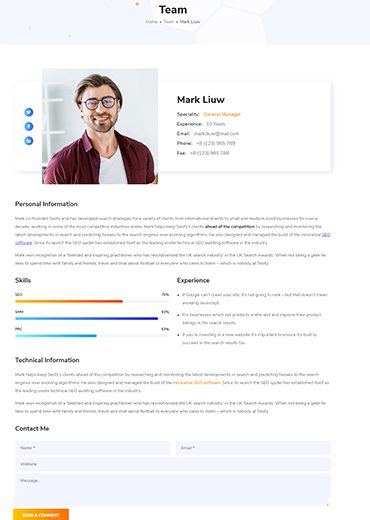 Team
Home » Team » Mark Liuw
Mark Liuw
Speciality: General Manager
Experience: 10 Years
Email: mark.liuw@mail.com
Phone: +8 (123) 985 789
Fax: +8 (123) 985 788
Personal Information
Mark co-founded Seofy and has developed search strategies for a variety of clients from international brands to small and medium sized businesses for over a
decade, working in some of the most competitive industries online. Mark helps keep Seofy's clients ahead of the competition by researching and monitoring the
latest developments in search and predicting tweaks to the search engines' ever evolving algorithms. He also designed and managed the build of the innovative SEO
software. Since its launch the SEO spider has established itself as the leading onsite technical SEO auditing software in the industry.
Mark won recognition of a 'talented and inspiring practitioner who has revolutionised the UK search industry' in the UK Search Awards. When not being a geek he
likes to spend time with family and friends, travel and chat about football to everyone who cares to listen – which is nobody at Seofy.
Skills
Experience
SEO 70%
SMM 92%
PPC
If Google can't crawl your site, it's not going to rank – but that doesn't mean
avoiding Javascript.
For businesses which sell products online and and improve their product
listings in the search results.
If you're investing in a new website it's important to ensure it's built to
succeed in the search results too.
Technical Information
Mark helps keep Seofy's clients ahead of the competition by researching and monitoring the latest developments in search and predicting tweaks to the search
engines' ever evolving algorithms. He also designed and managed the build of the innovative SEO software. Since its launch the SEO spider has established itself as
the leading onsite technical SEO auditing software in the industry.
Mark won recognition of a 'talented and inspiring practitioner who has revolutionised the UK search industry' in the UK Search Awards. When not being a geek he
likes to spend time with family and friends, travel and chat about football to everyone who cares to listen – which is nobody at Seofy.
Contact Me
Name *
Email *
Website
Message...
SEND A COMMENT